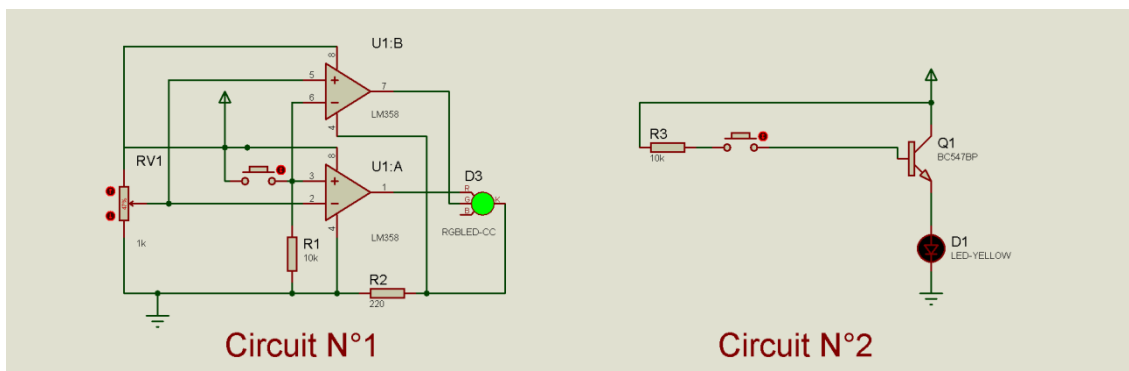 U1:B
8
5
6
7
4
LM358
RV1
47%
1k
8
U1:A
3
2
1
4
LM358
R1
10k
R2
220
D3
R
G
B
K
RGBLED-CC
Circuit N°1
R3
10k
Q1
BC547BP
D1
LED-YELLOW
Circuit N°2